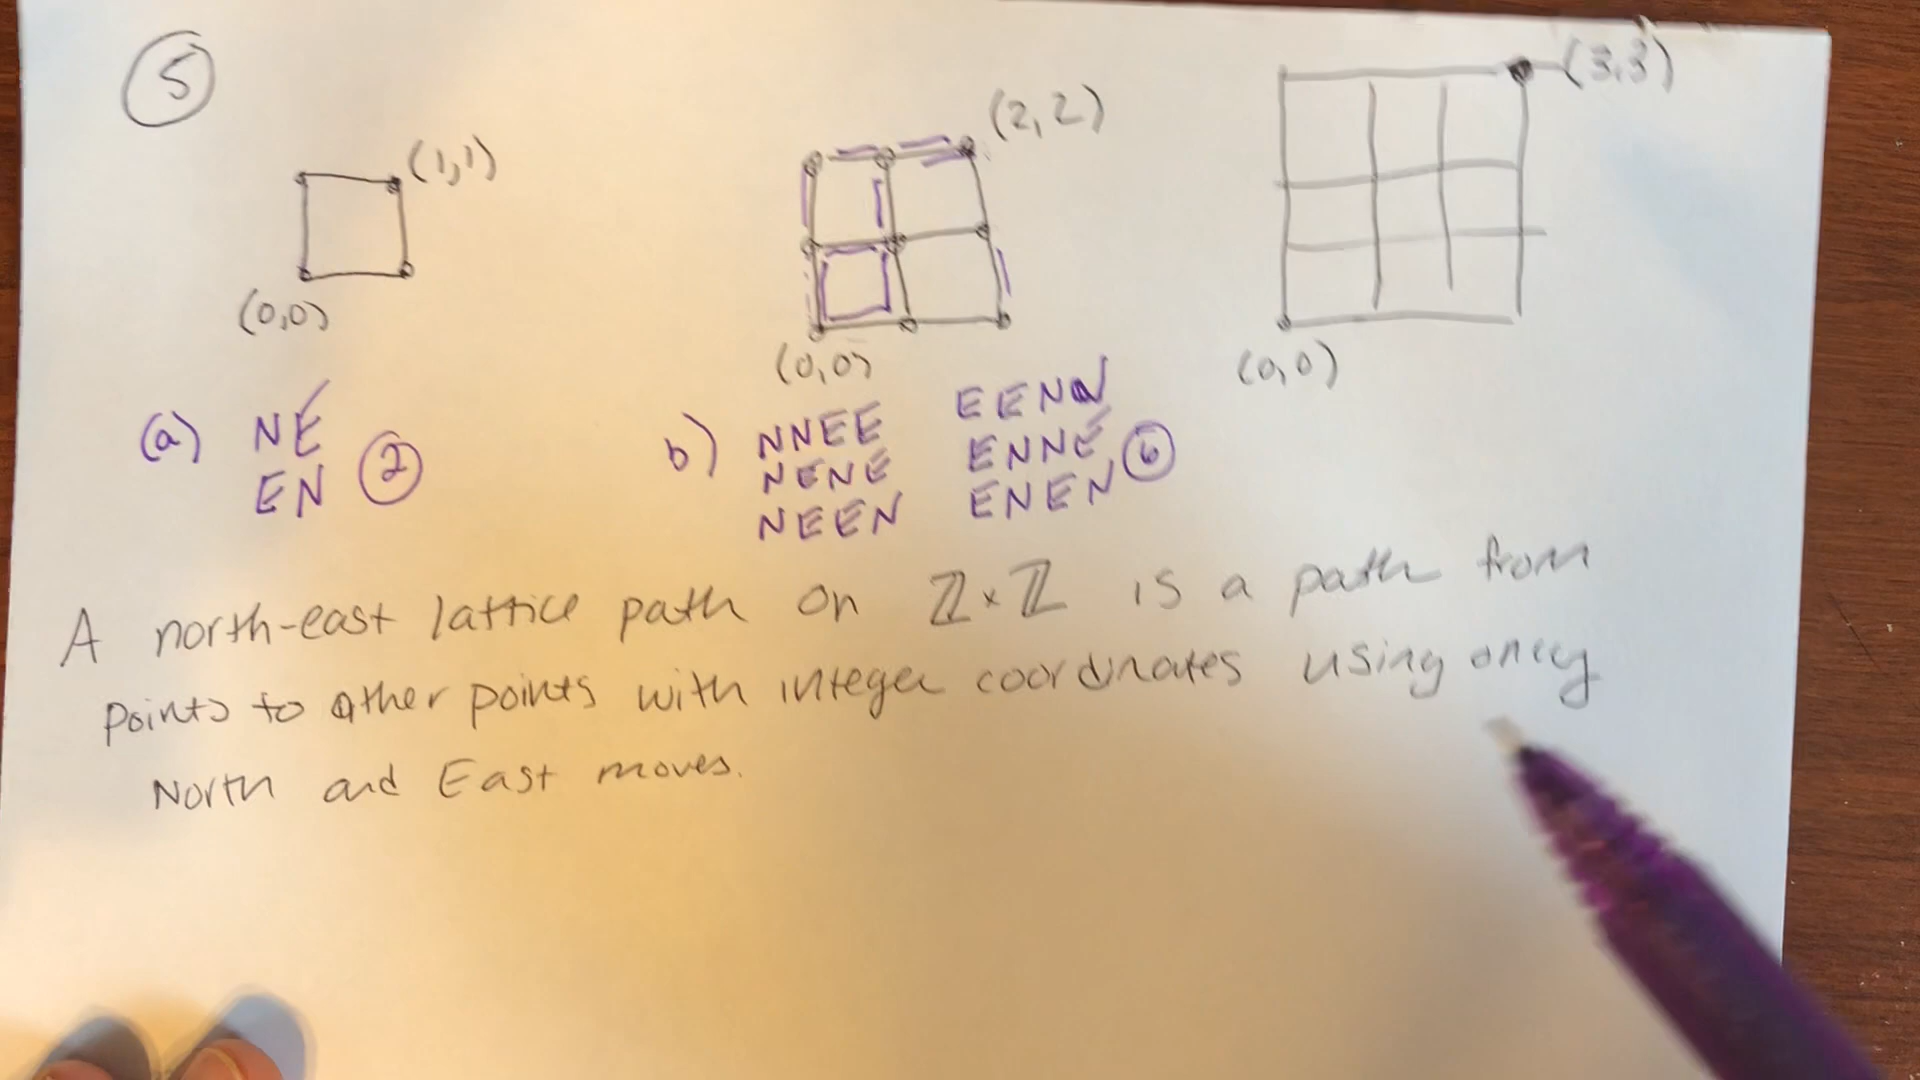 5
(1,1)
(0,0)
(2,2)
(0,0)
(3,3)
(0,0)
(a) NE
EN 2
b) NNEE EENN
NENE ENNE 6
NEEN ENEN
A north-east lattice path on ℤ×ℤ is a path from
points to other points with integer coordinates using only
North and East moves.